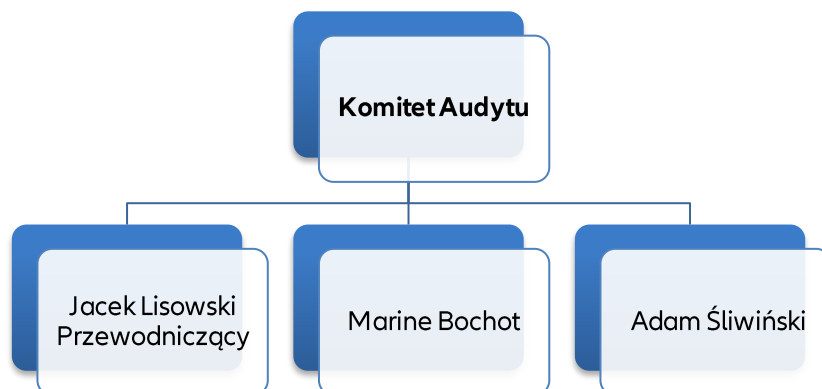 Komitet Audytu
Jacek Lisowski
Przewodniczący
Marine Bochot
Adam Śliwiński